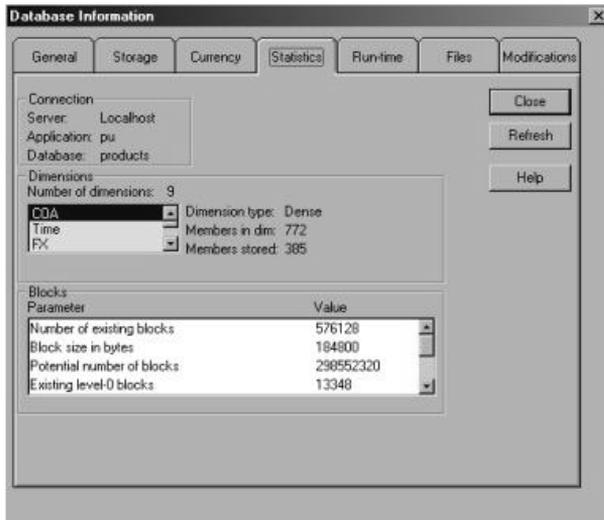 Database Information
General Storage Currency Statistics Run-time Files Modifications
Connection
Server: Localhost
Application: pu
Database: products
Close
Refresh
Help
Dimensions
Number of dimensions: 9
COA
Time
FX
Dimension type: Dense
Members in dim: 772
Members stored: 385
Blocks
Parameter Value
Number of existing blocks 576128
Block size in bytes 184800
Potential number of blocks 298552320
Existing level-0 blocks 13348